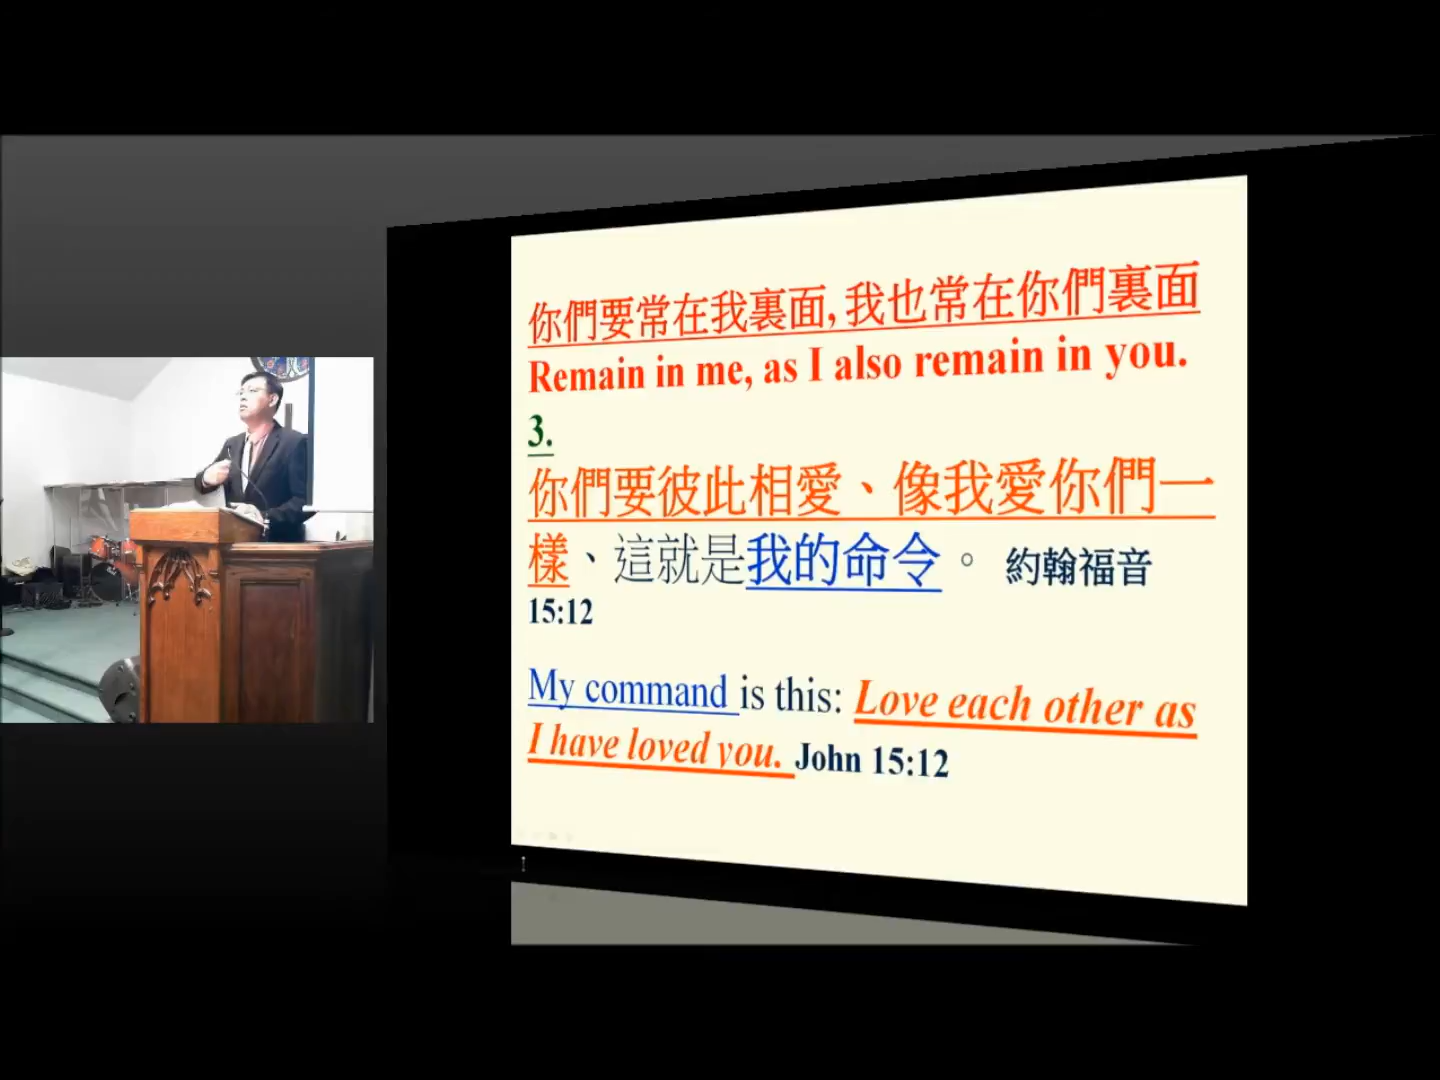 你們要常在我裏面, 我也常在你們裏面
Remain in me, as I also remain in you.
3.
你們要彼此相愛、像我愛你們一
樣、這就是我的命令。 約翰福音
15:12
My command is this: Love each other as
I have loved you. John 15:12